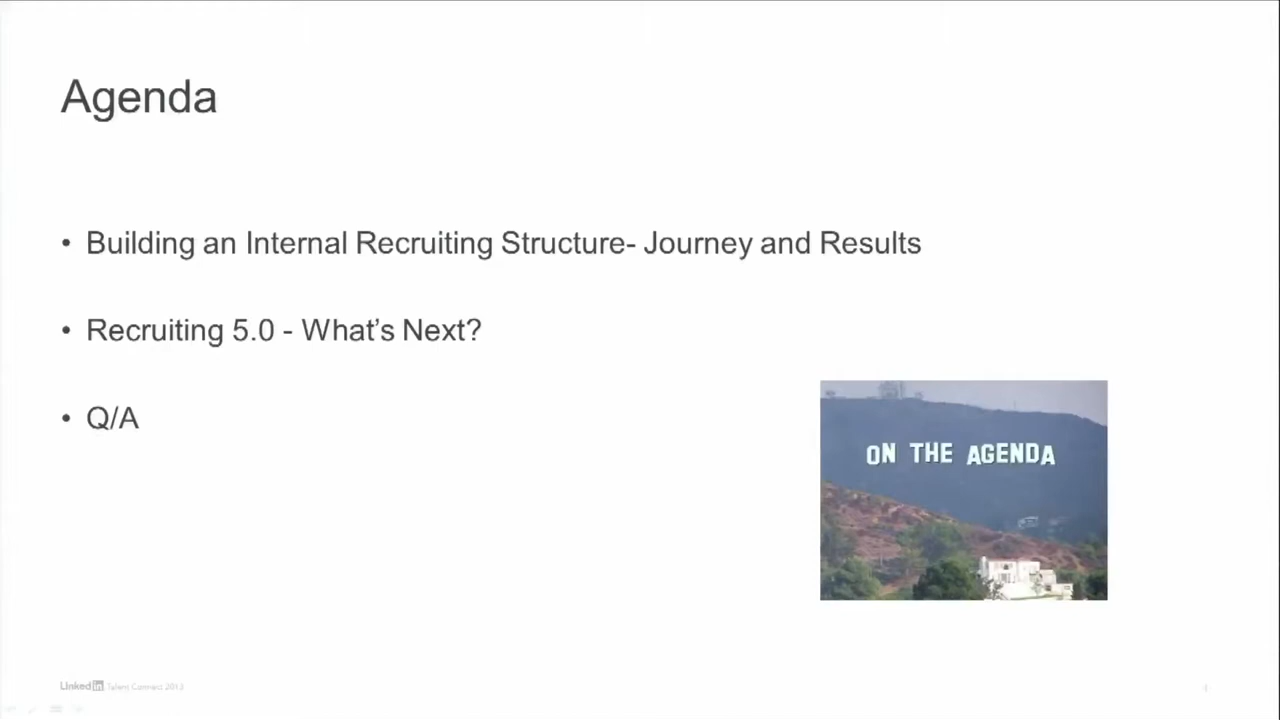 Agenda
• Building an Internal Recruiting Structure- Journey and Results
• Recruiting 5.0 - What’s Next?
• Q/A
ON THE AGENDA
Linkedin Talent Connect 2013